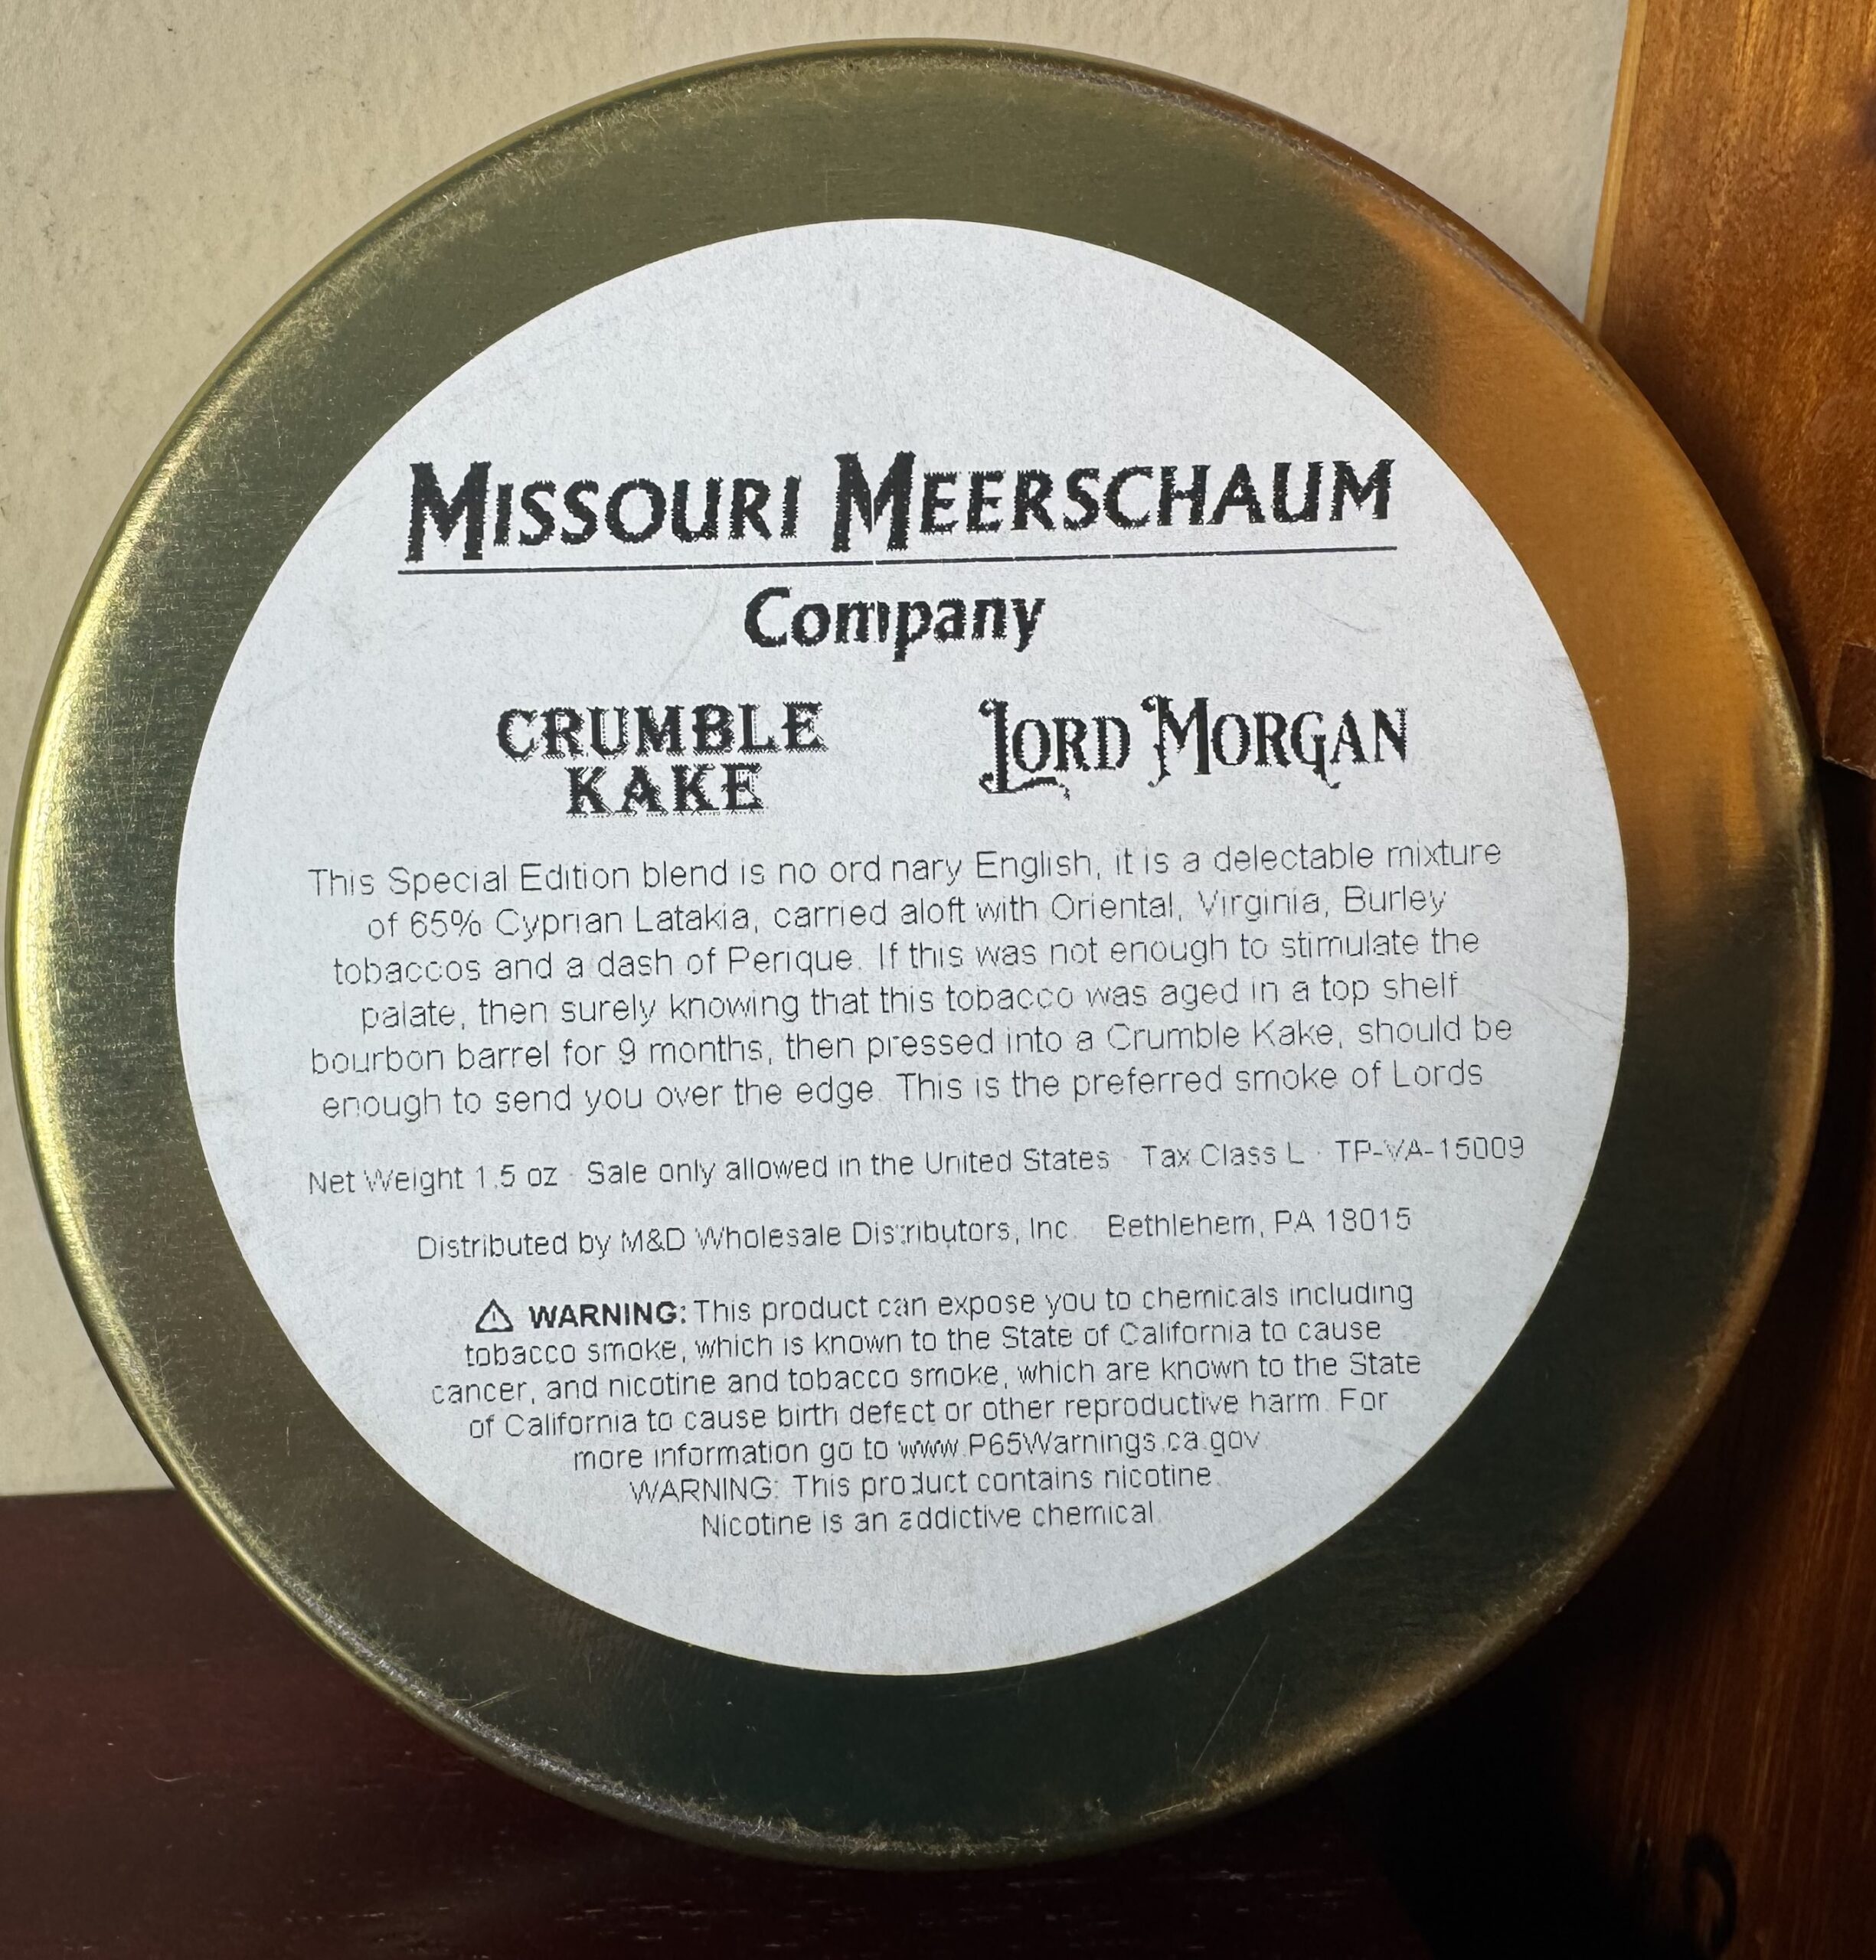 MISSOURI MEERSCHAUM
Company
CRUMBLE
KAKE
LORD MORGAN
This Special Edition blend is no ord nary English, it is a delectable mixture
of 65% Cyprian Latakia, carried aloft with Oriental, Virginia, Burley
tobaccos and a dash of Perique. If this was not enough to stimulate the
palate, then surely knowing that this tobacco was aged in a top shelf
bourbon barrel for 9 months, then pressed into a Crumble Kake, should be
enough to send you over the edge. This is the preferred smoke of Lords
Net Weight 1.5 oz · Sale only allowed in the United States · Tax Class L · TP-VA-15009
Distributed by M&D Wholesale Distributors, Inc. Bethlehem, PA 18015
⚠ WARNING: This product can expose you to chemicals including
tobacco smoke, which is known to the State of California to cause
cancer, and nicotine and tobacco smoke, which are known to the State
of California to cause birth defect or other reproductive harm. For
more information go to www.P65Warnings.ca.gov.
WARNING: This product contains nicotine.
Nicotine is an addictive chemical.